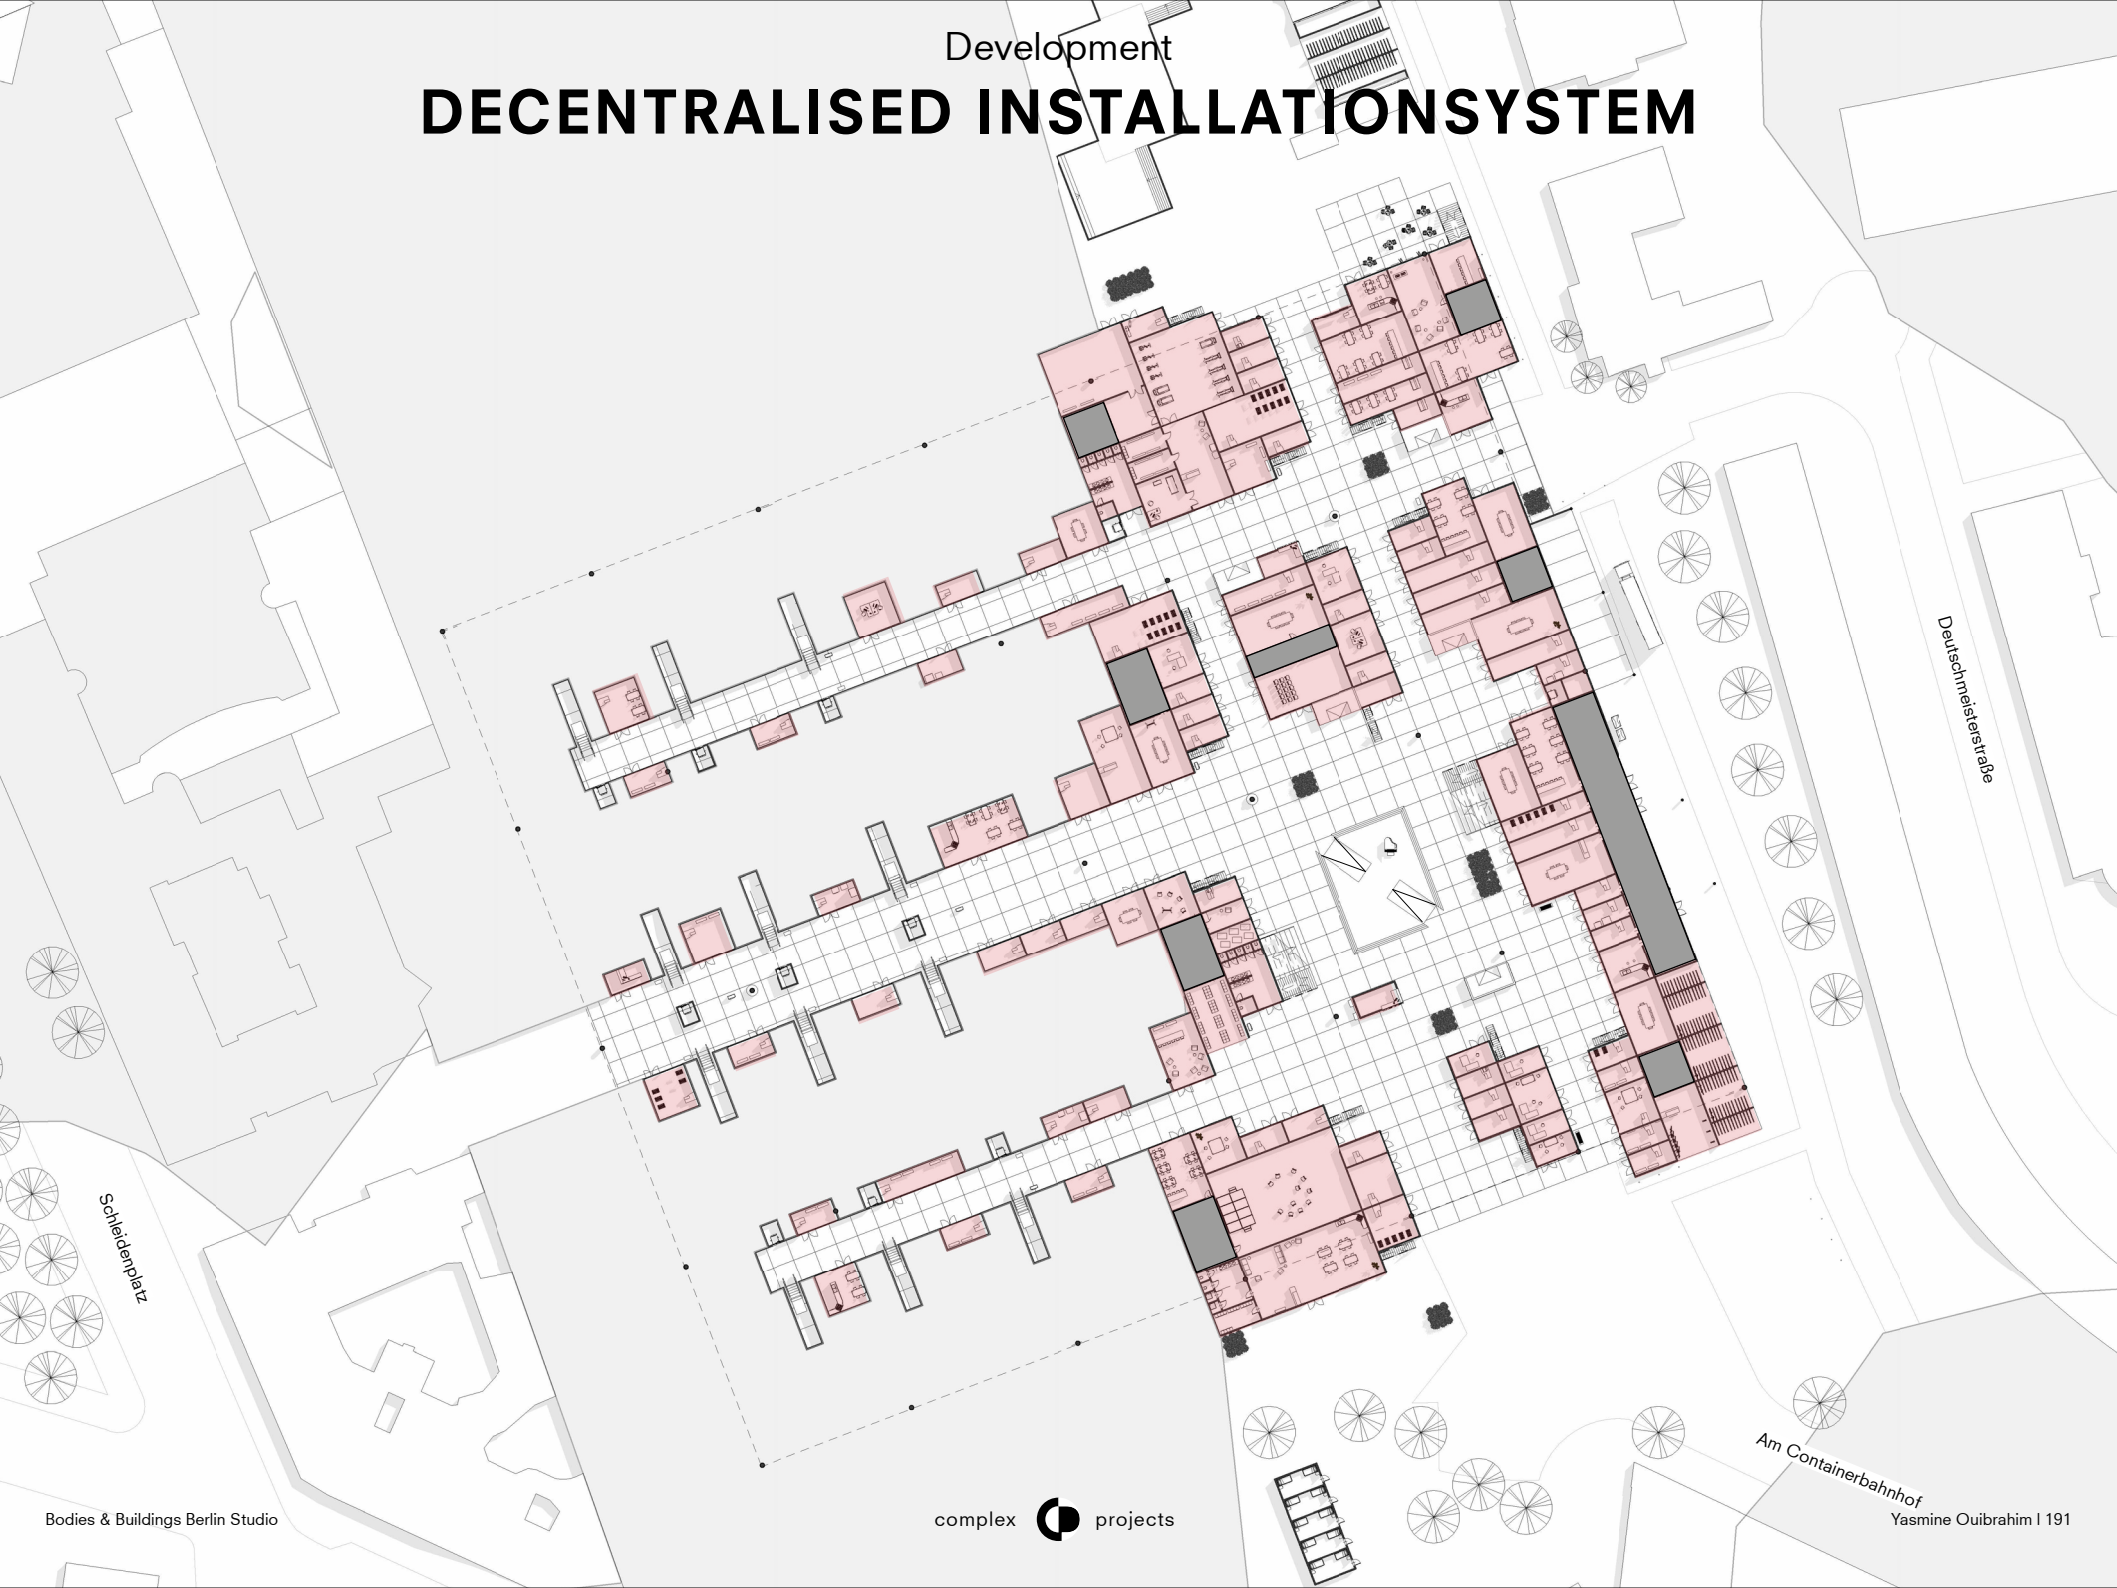 Development
DECENTRALISED INSTALLATIONSYSTEM
Deutschmeisterstraße
Schleidenplatz
Am Containerbahnhof
Bodies & Buildings Berlin Studio
complex projects
Yasmine Ouibrahim | 191